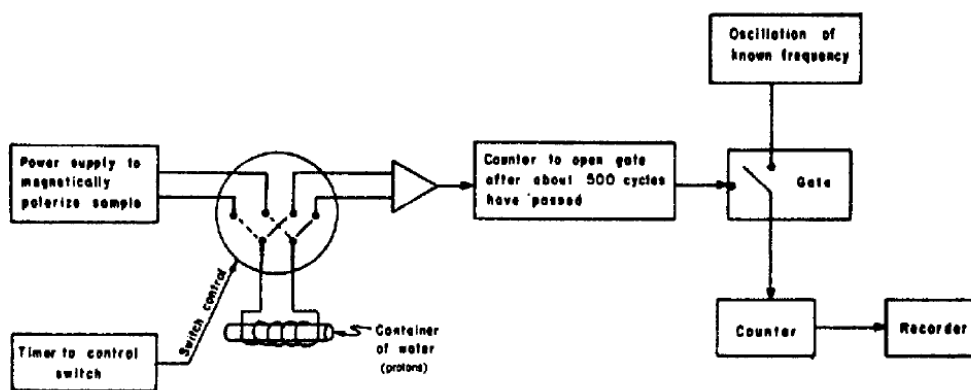 Oscillation of
known frequency
Power supply to
magnetically
polarize sample
Counter to open gate
after about 500 cycles
have passed
Gate
Switch control
Timer to control
switch
Container
of water
(protons)
Counter
Recorder